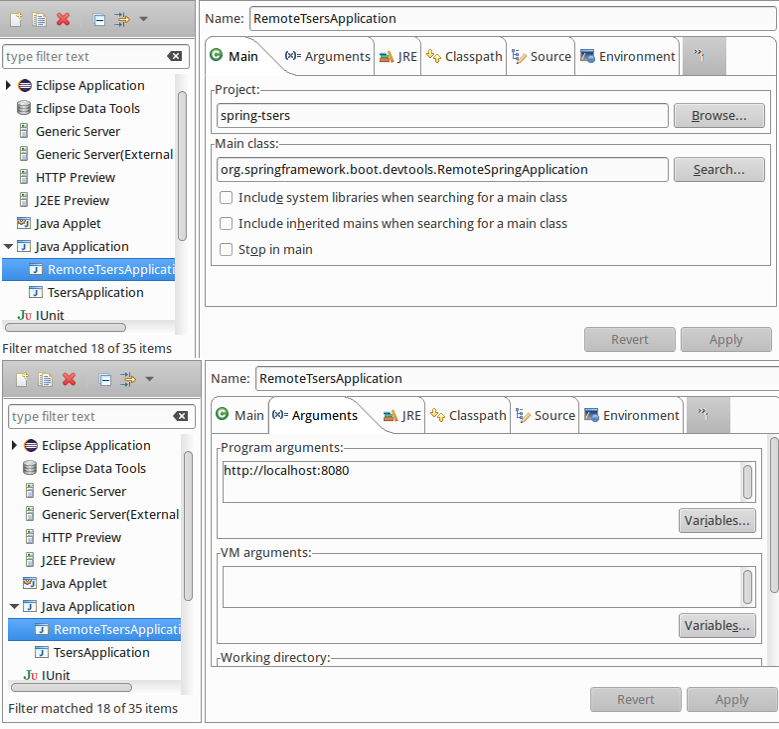 Name: RemoteTsersApplication
type filter text
Main (x)= Arguments JRE Classpath Source Environment »1
Eclipse Application
Eclipse Data Tools
Generic Server
Generic Server(External
HTTP Preview
J2EE Preview
Java Applet
Java Application
RemoteTsersApplicati
TsersApplication
Ju JUnit
Filter matched 18 of 35 items
Project:
spring-tsers Browse...
Main class:
org.springframework.boot.devtools.RemoteSpringApplication Search...
Include system libraries when searching for a main class
Include inherited mains when searching for a main class
Stop in main
Revert Apply
Name: RemoteTsersApplication
type filter text
Main (x)= Arguments JRE Classpath Source Environment »1
Eclipse Application
Eclipse Data Tools
Generic Server
Generic Server(External
HTTP Preview
J2EE Preview
Java Applet
Java Application
RemoteTsersApplicati
TsersApplication
Ju JUnit
Filter matched 18 of 35 items
Program arguments:
http://localhost:8080
Variables...
VM arguments:
Variables...
Working directory:
Revert Apply